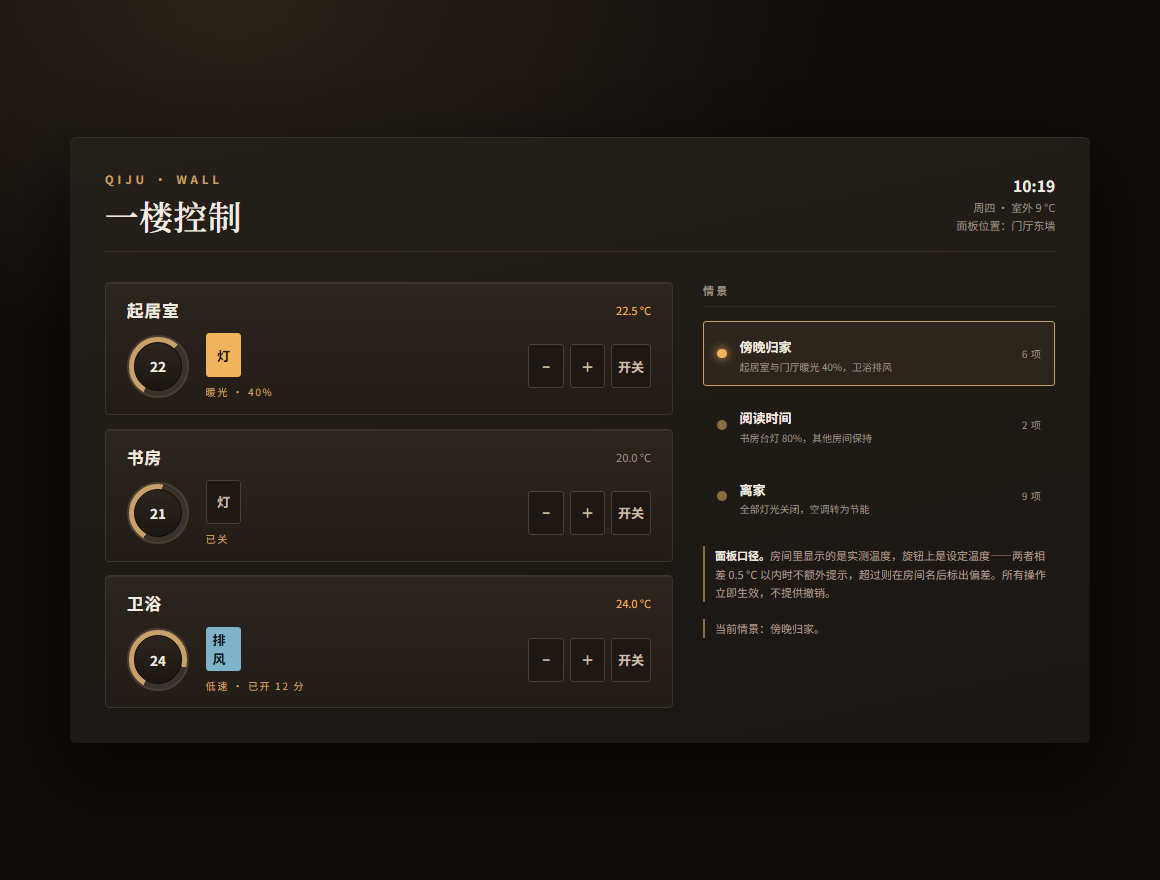 QIJU · WALL
一楼控制
10:19
周四 · 室外 9 °C
面板位置：门厅东墙
起居室
22.5 °C
22
灯
暖光 · 40%
−
+
开关
书房
20.0 °C
21
灯
已关
−
+
开关
卫浴
24.0 °C
24
排
风
低速 · 已开 12 分
−
+
开关
情景
傍晚归家
起居室与门厅暖光 40%，卫浴排风
6 项
阅读时间
书房台灯 80%，其他房间保持
2 项
离家
全部灯光关闭，空调转为节能
9 项
面板口径。房间里显示的是实测温度，旋钮上是设定温度——两者相
差 0.5 °C 以内时不额外提示，超过则在房间名后标出偏差。所有操作
立即生效，不提供撤销。
当前情景：傍晚归家。